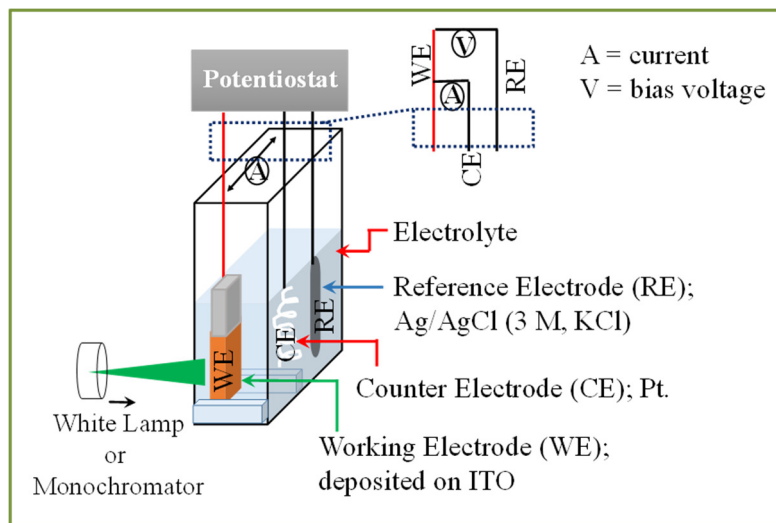 Potentiostat
WE
V
A
RE
CE
A = current
V = bias voltage
A
Electrolyte
Reference Electrode (RE);
Ag/AgCl (3 M, KCl)
WE
CE
RE
Counter Electrode (CE); Pt.
White Lamp
or
Monochromator
Working Electrode (WE);
deposited on ITO